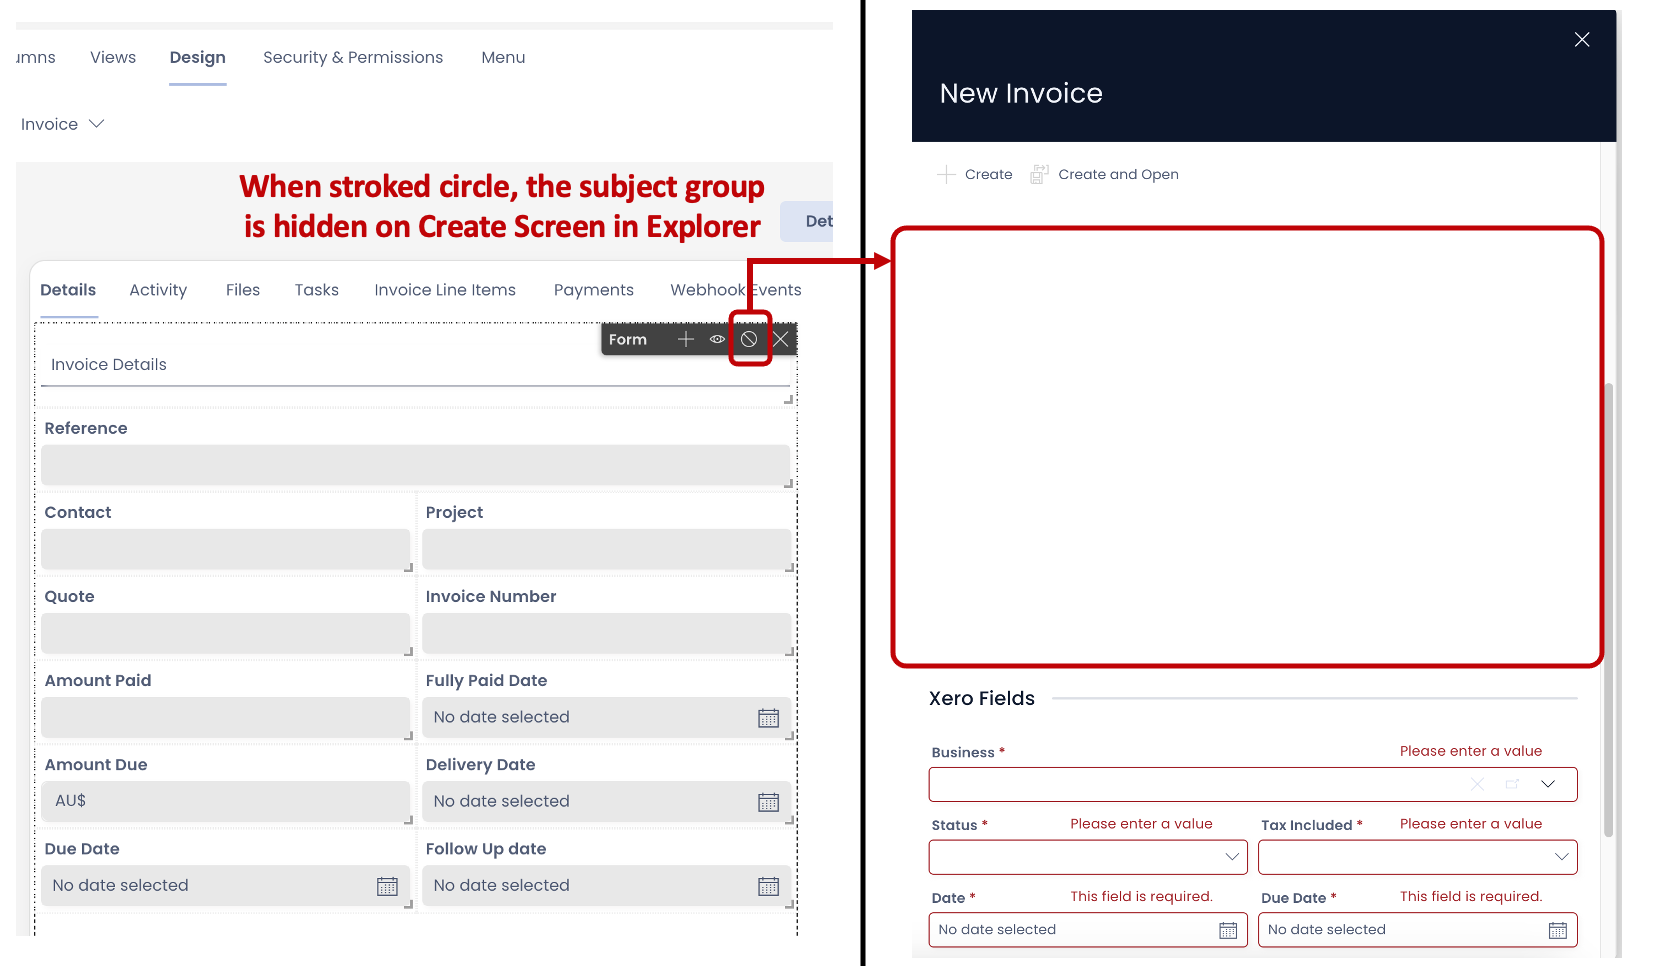 umns Views Design Security & Permissions Menu
Invoice
When stroked circle, the subject group
is hidden on Create Screen in Explorer
Det
Details Activity Files Tasks Invoice Line Items Payments Webhook Events
Form
Invoice Details
Reference
Contact Project
Quote Invoice Number
Amount Paid Fully Paid Date
No date selected
Amount Due Delivery Date
AU$ No date selected
Due Date Follow Up date
No date selected No date selected
New Invoice
Create Create and Open
Xero Fields
Business * Please enter a value
Status * Please enter a value Tax Included * Please enter a value
Date * This field is required. Due Date * This field is required.
No date selected No date selected